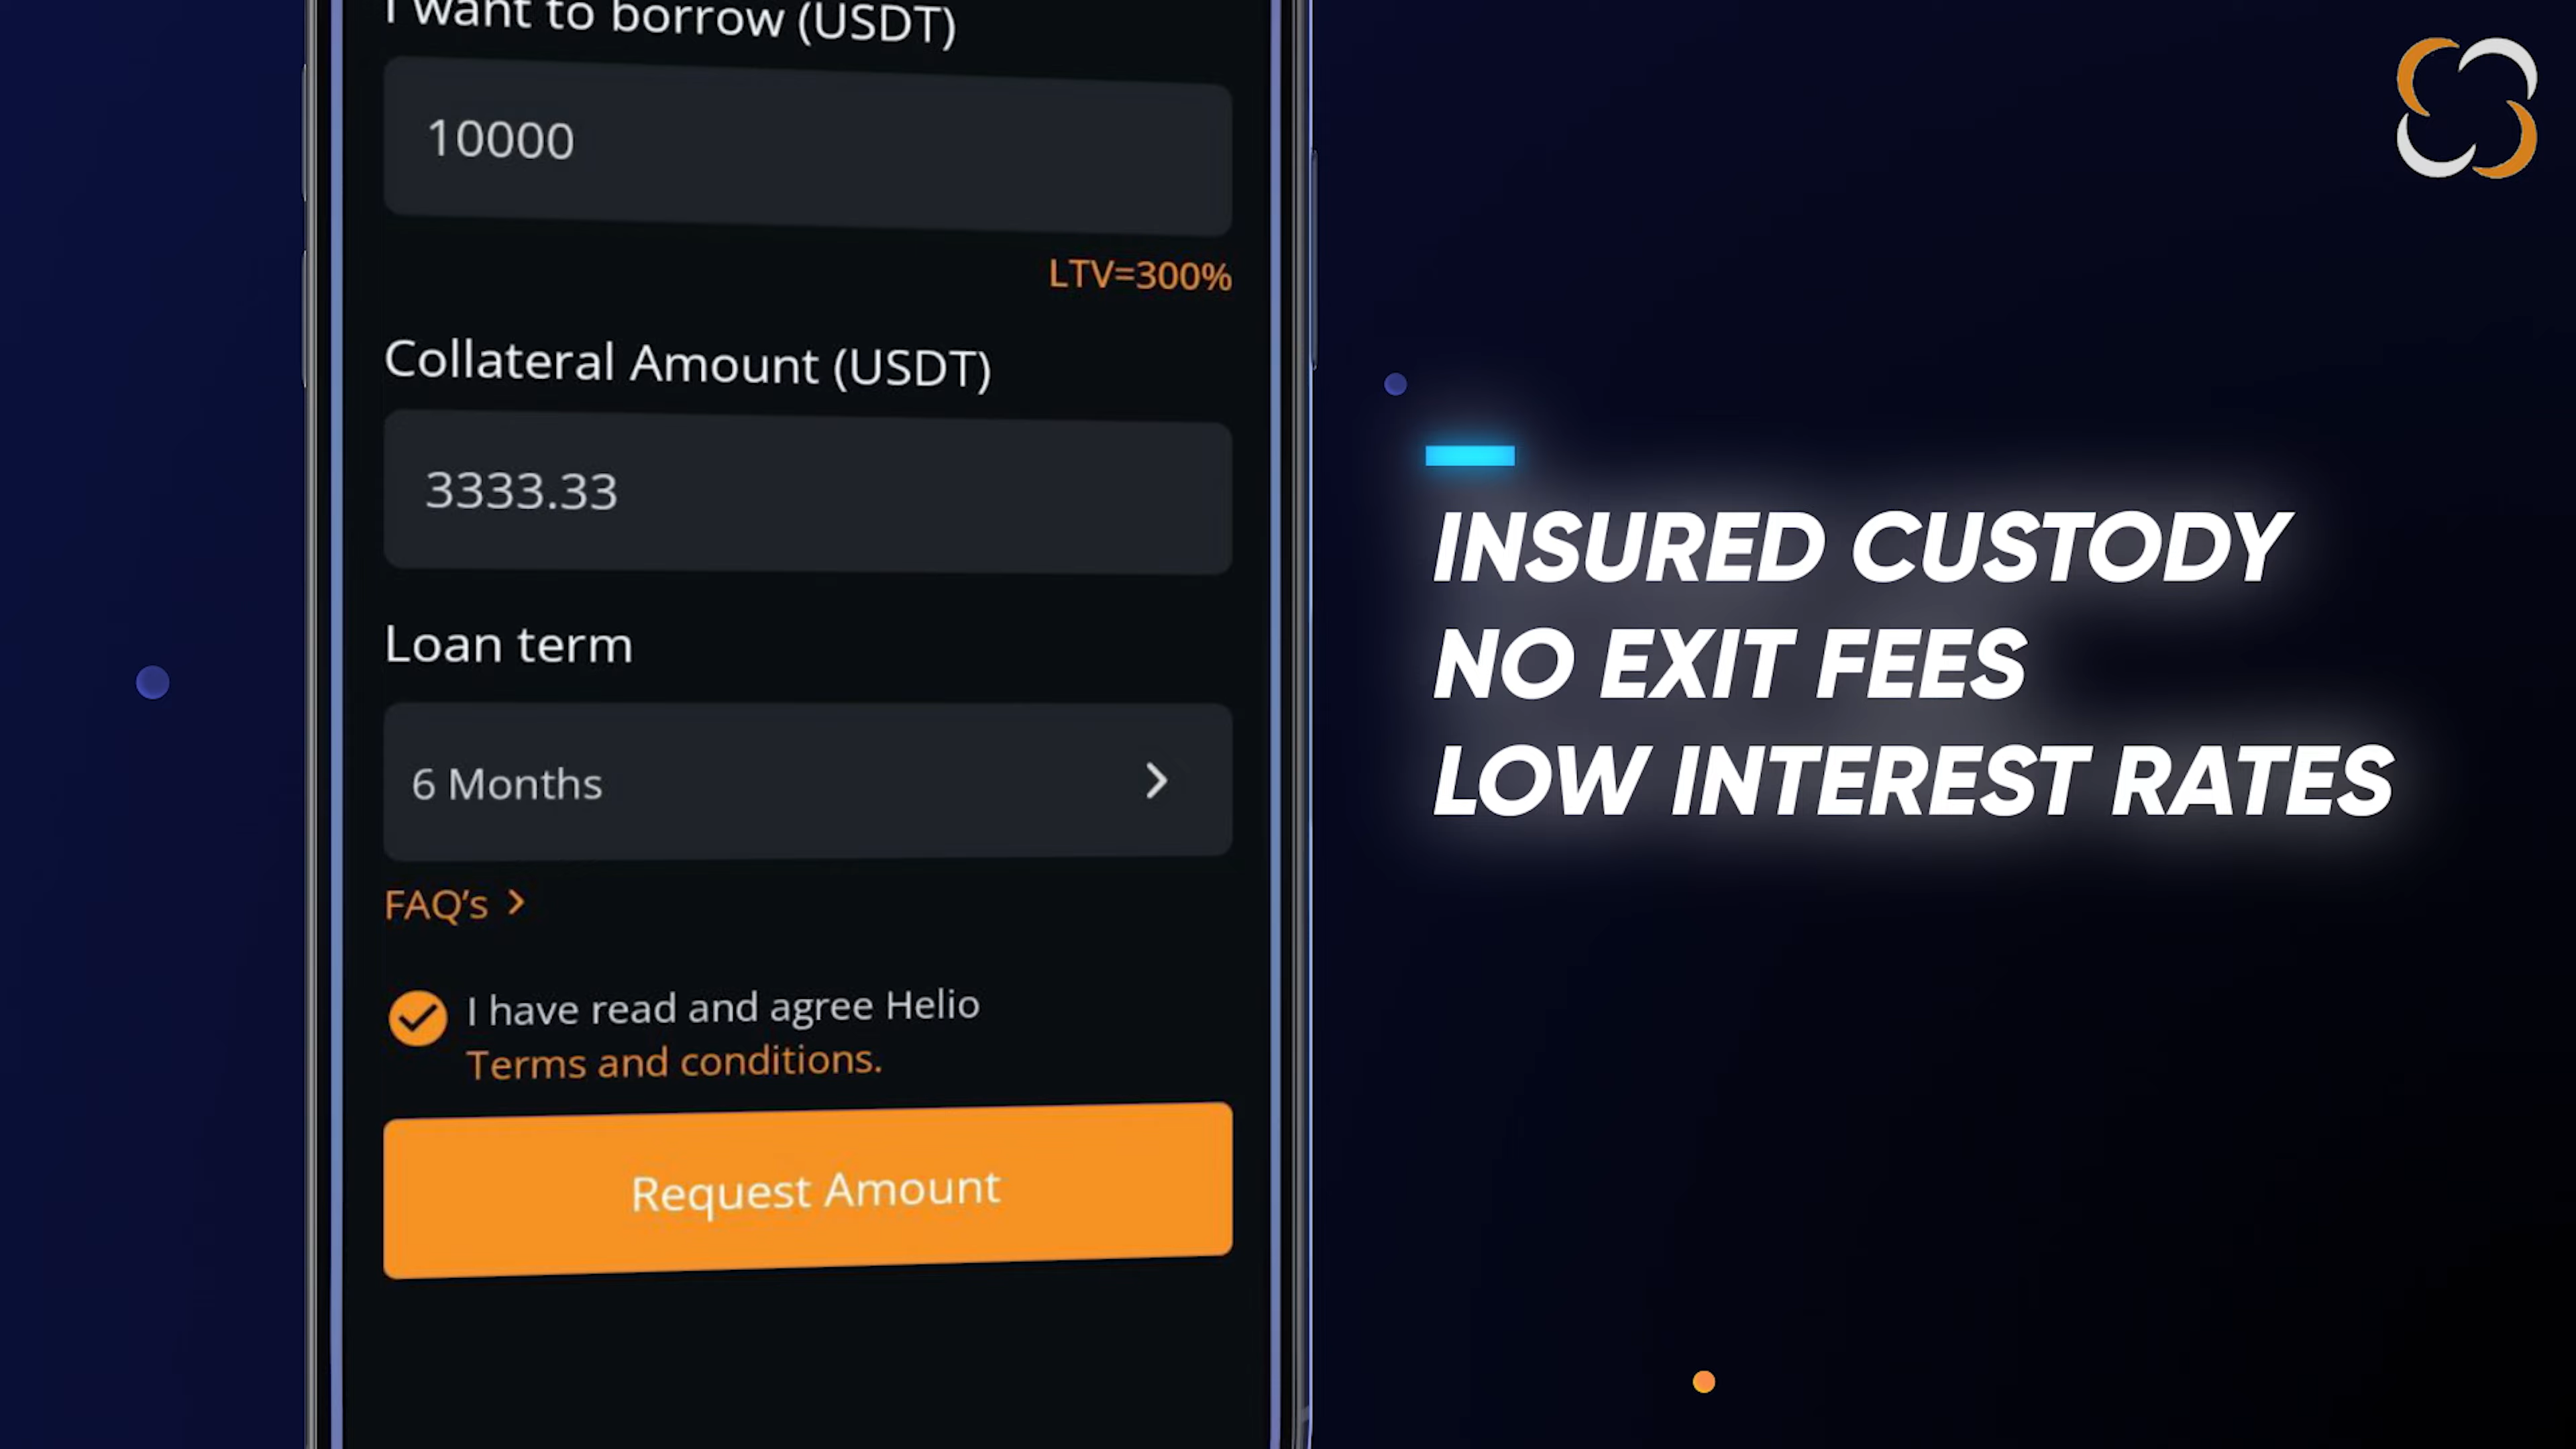 I want to borrow (USDT)
10000
LTV=300%
Collateral Amount (USDT)
3333.33
Loan term
6 Months
FAQ’s
I have read and agree Helio
Terms and conditions.
Request Amount
INSURED CUSTODY
NO EXIT FEES
LOW INTEREST RATES